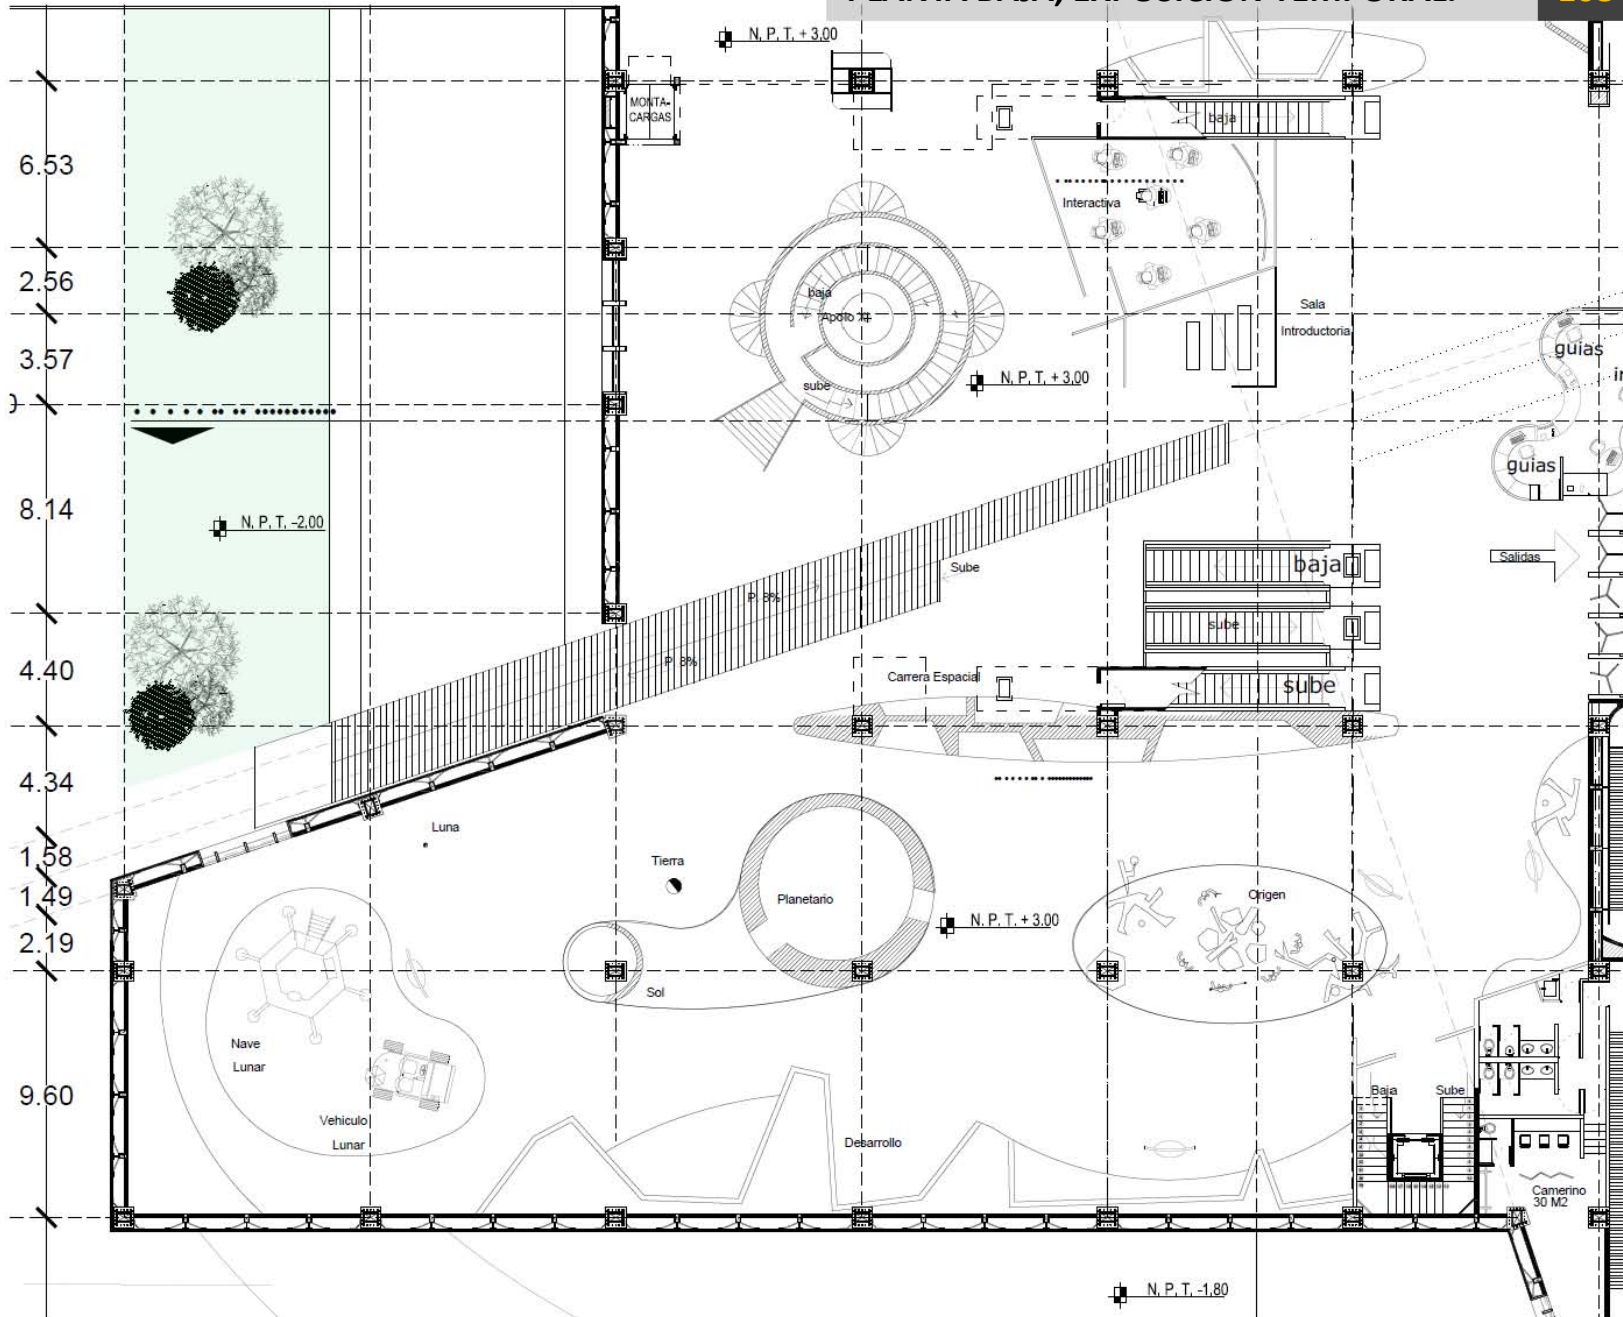 N. P. T. + 3,00
MONTA-
CARGAS
baja
6.53
Interactiva
2.56
baja
Apolo XI
Sala
Introductoria
guias
3.57
sube
N. P. T. + 3,00
guias
8.14
N. P. T. -2,00
Salidas
baja
Sube
P. 8%
sube
4.40
P. 8%
Carrera Espacial
sube
4.34
Luna
1.58
Tierra
1.49
Planetario
Origen
N. P. T. + 3.00
2.19
Sol
Nave
Lunar
9.60
Baja
Sube
Vehiculo
Lunar
Desarrollo
Camerino
30 M2
N. P. T. -1,80